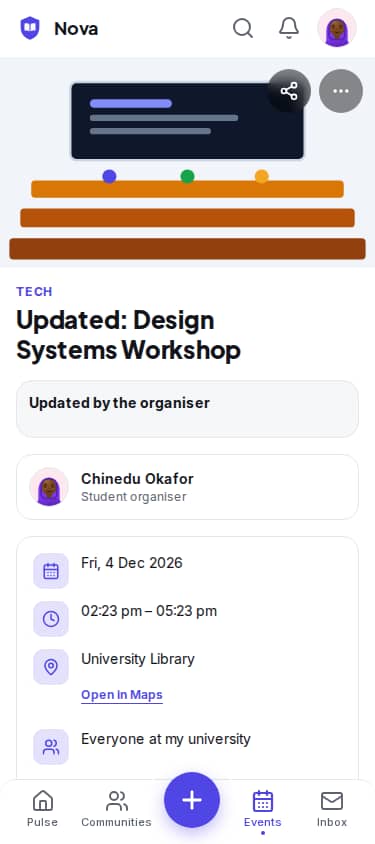 Nova
TECH
Updated: Design
Systems Workshop
Updated by the organiser
Chinedu Okafor
Student organiser
Fri, 4 Dec 2026
02:23 pm – 05:23 pm
University Library
Open in Maps
Everyone at my university
Pulse
Communities
Events
Inbox